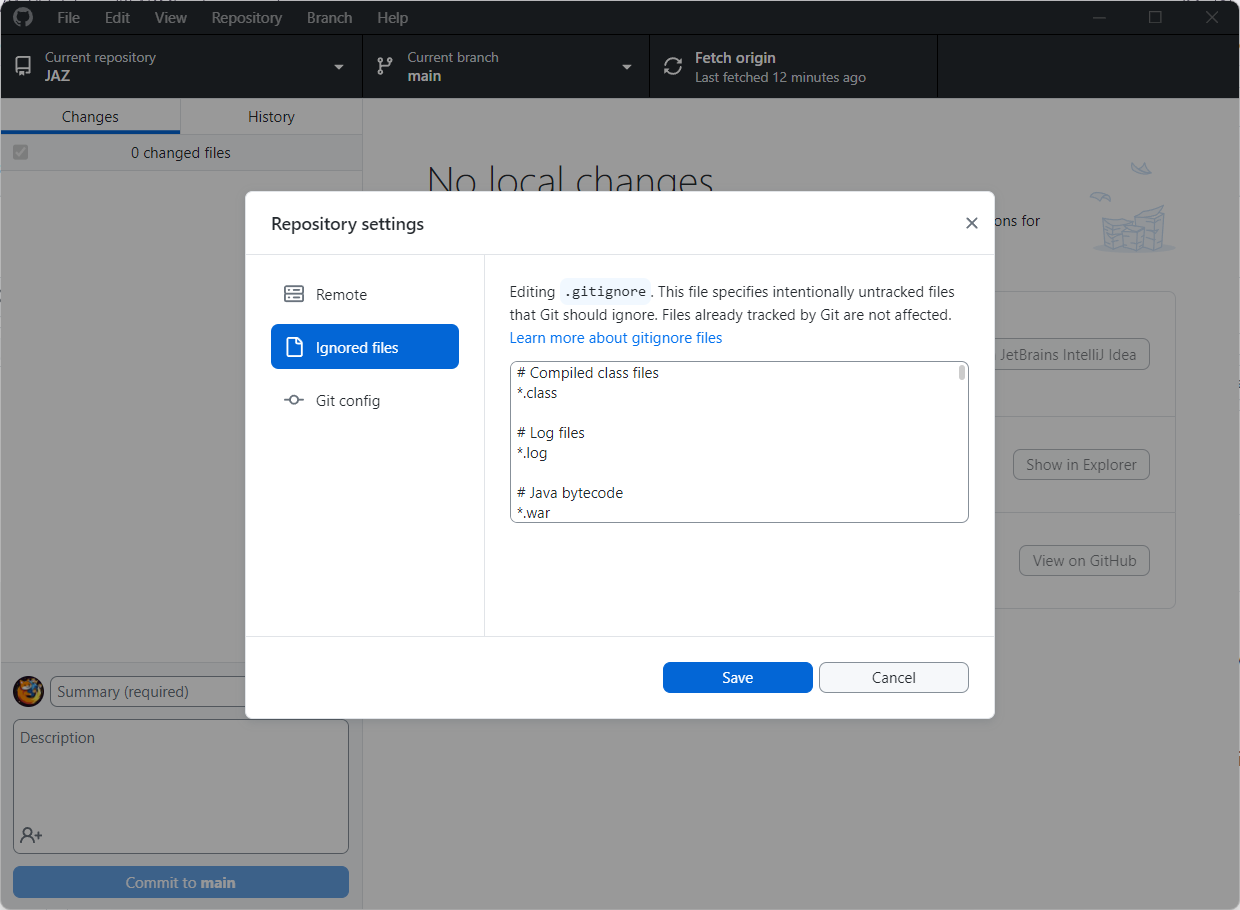 File Edit View Repository Branch Help
Current repository
JAZ
Current branch
main
Fetch origin
Last fetched 12 minutes ago
Changes
History
0 changed files
No local changes
ons for
JetBrains IntelliJ Idea
Show in Explorer
View on GitHub
Repository settings
Remote
Ignored files
Git config
Editing .gitignore. This file specifies intentionally untracked files
that Git should ignore. Files already tracked by Git are not affected.
Learn more about gitignore files
# Compiled class files
*.class
# Log files
*.log
# Java bytecode
*.war
Save
Cancel
Summary (required)
Description
Commit to main